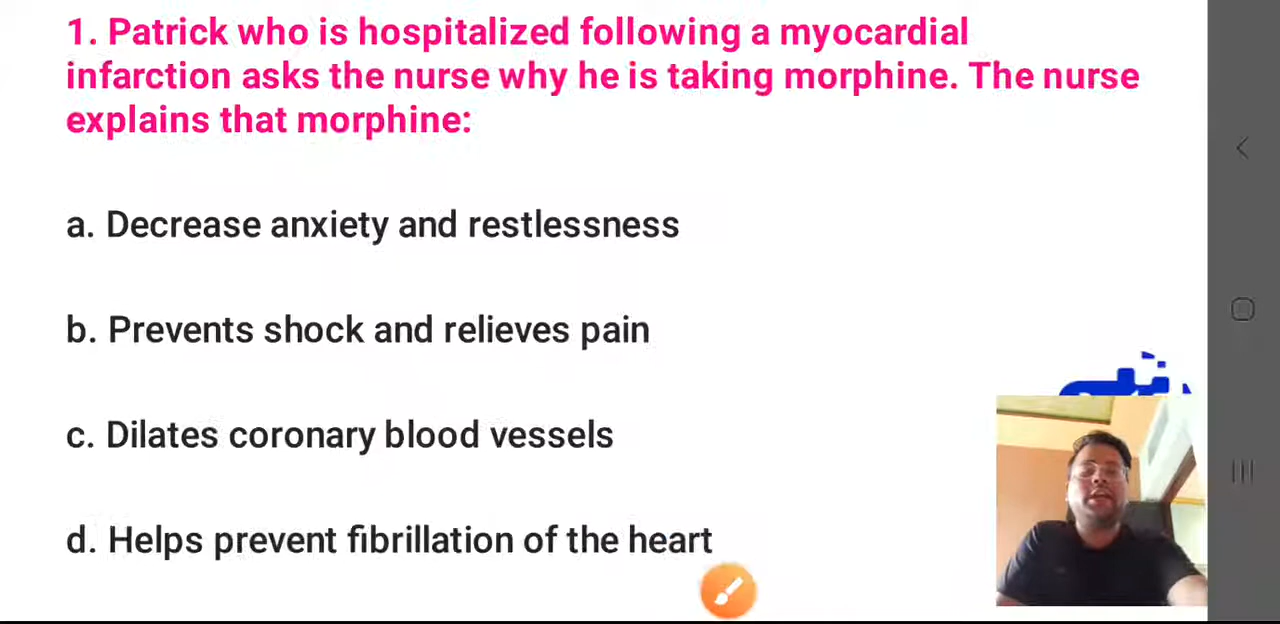 1. Patrick who is hospitalized following a myocardial
infarction asks the nurse why he is taking morphine. The nurse
explains that morphine:
a. Decrease anxiety and restlessness
b. Prevents shock and relieves pain
c. Dilates coronary blood vessels
d. Helps prevent fibrillation of the heart